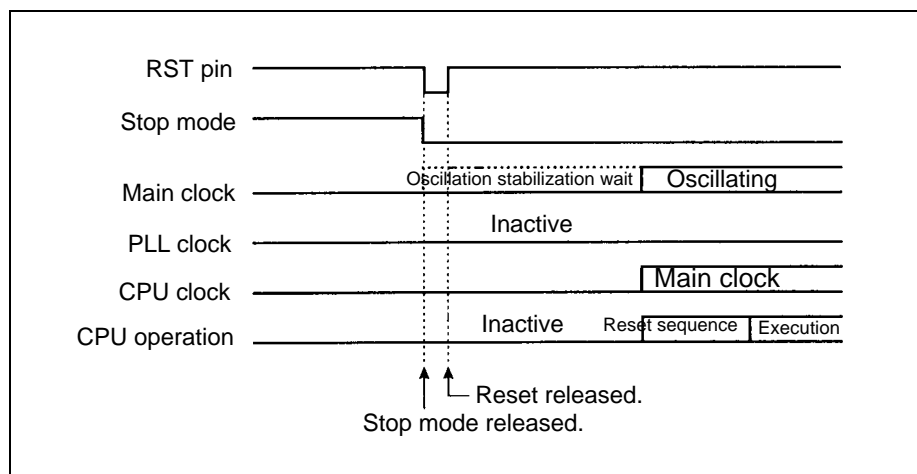 RST pin
Stop mode
Oscillation stabilization wait Oscillating
Main clock
Inactive
PLL clock
Main clock
CPU clock
Inactive Reset sequence Execution
CPU operation
Reset released.
Stop mode released.